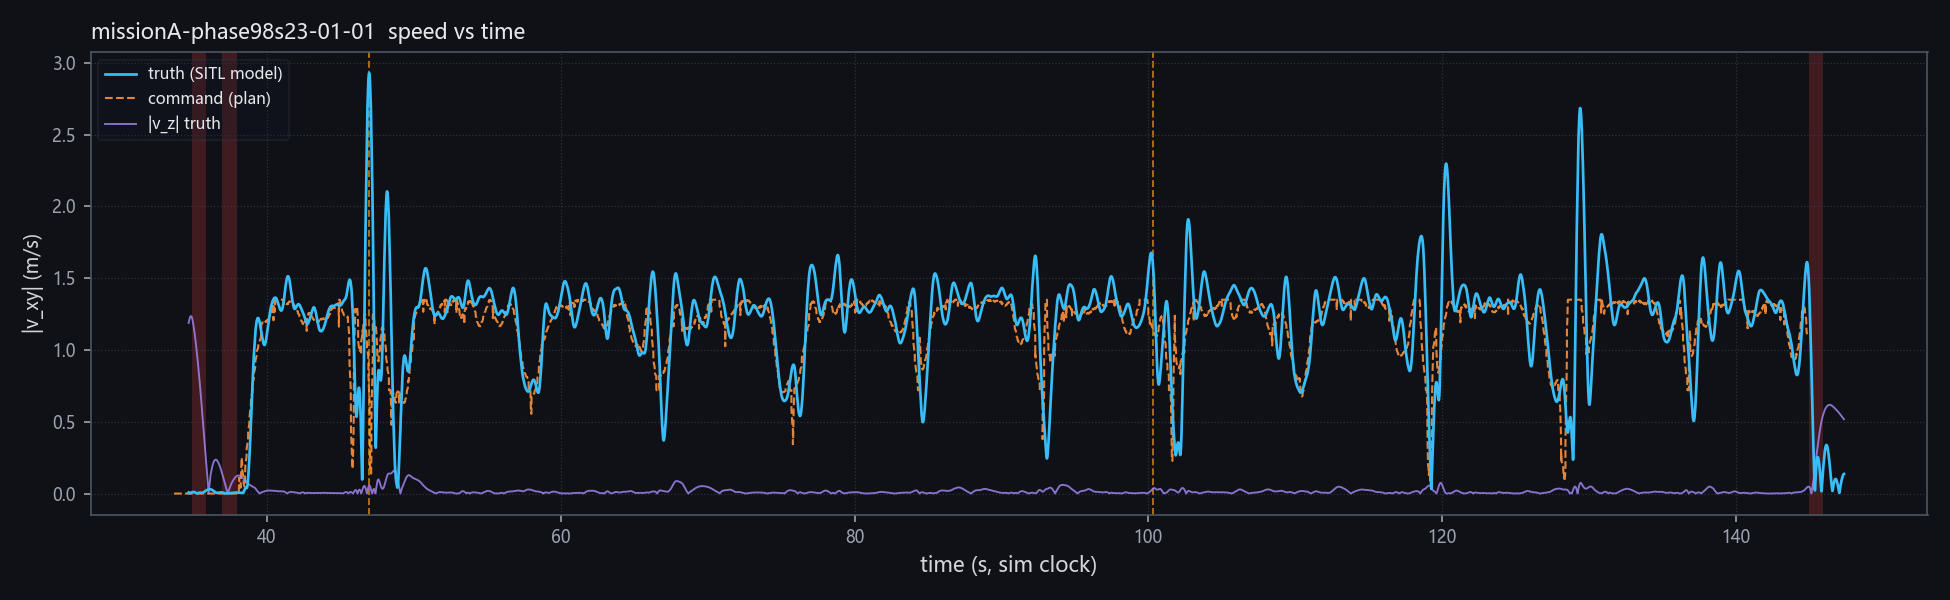 missionA-phase98s23-01-01 speed vs time
truth (SITL model)
command (plan)
|v_z| truth
|v_xy| (m/s)
3.0
2.5
2.0
1.5
1.0
0.5
0.0
40 60 80 100 120 140
time (s, sim clock)